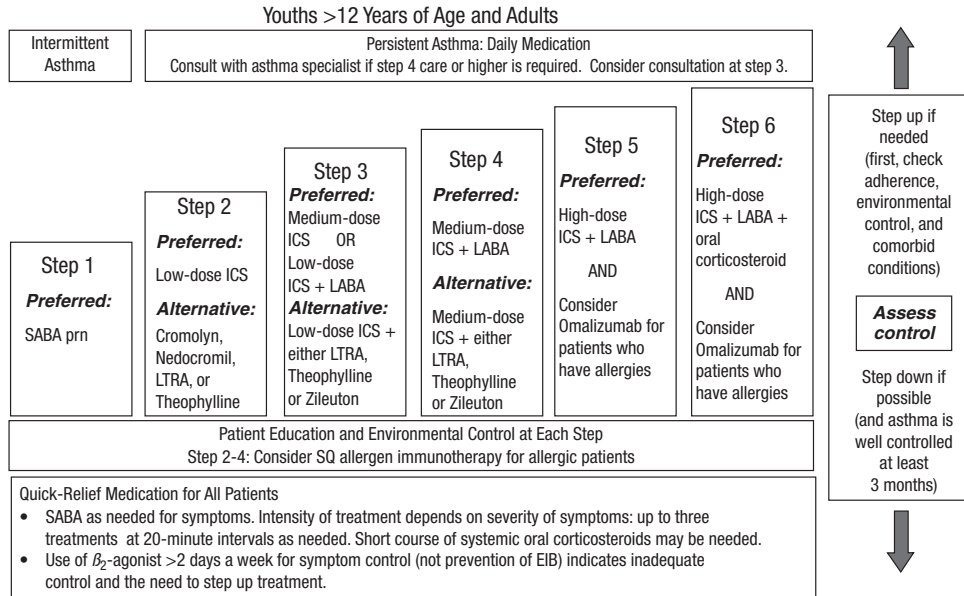 Youths >12 Years of Age and Adults
Intermittent
Asthma
Persistent Asthma: Daily Medication
Consult with asthma specialist if step 4 care or higher is required. Consider consultation at step 3.
Step 1
Preferred:
SABA prn
Step 2
Preferred:
Low-dose ICS
Alternative:
Cromolyn,
Nedocromil,
LTRA, or
Theophylline
Step 3
Preferred:
Medium-dose
ICS OR
Low-dose
ICS + LABA
Alternative:
Low-dose ICS +
either LTRA,
Theophylline
or Zileuton
Step 4
Preferred:
Medium-dose
ICS + LABA
Alternative:
Medium-dose
ICS + either
LTRA,
Theophylline
or Zileuton
Step 5
Preferred:
High-dose
ICS + LABA
AND
Consider
Omalizumab for
patients who
have allergies
Step 6
Preferred:
High-dose
ICS + LABA +
oral
corticosteroid
AND
Consider
Omalizumab for
patients who
have allergies
Step up if
needed
(first, check
adherence,
environmental
control, and
comorbid
conditions)
Assess
control
Step down if
possible
(and asthma is
well controlled
at least
3 months)
Patient Education and Environmental Control at Each Step
Step 2-4: Consider SQ allergen immunotherapy for allergic patients
Quick-Relief Medication for All Patients
• SABA as needed for symptoms. Intensity of treatment depends on severity of symptoms: up to three
treatments at 20-minute intervals as needed. Short course of systemic oral corticosteroids may be needed.
• Use of ß2-agonist >2 days a week for symptom control (not prevention of EIB) indicates inadequate
control and the need to step up treatment.